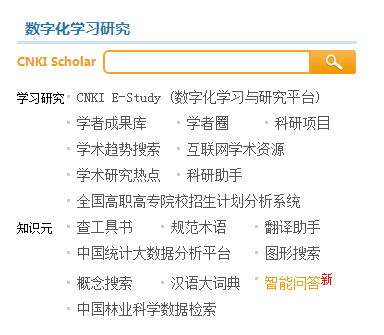 数字化学习研究
CNKI Scholar
学习研究 CNKI E-Study (数字化学习与研究平台)
学者成果库 学者圈 科研项目
学术趋势搜索 互联网学术资源
学术研究热点 科研助手
全国高职高专院校招生计划分析系统
知识元 查工具书 规范术语 翻译助手
中国统计大数据分析平台 图形搜索
概念搜索 汉语大词典 智能问答新
中国林业科学数据检索